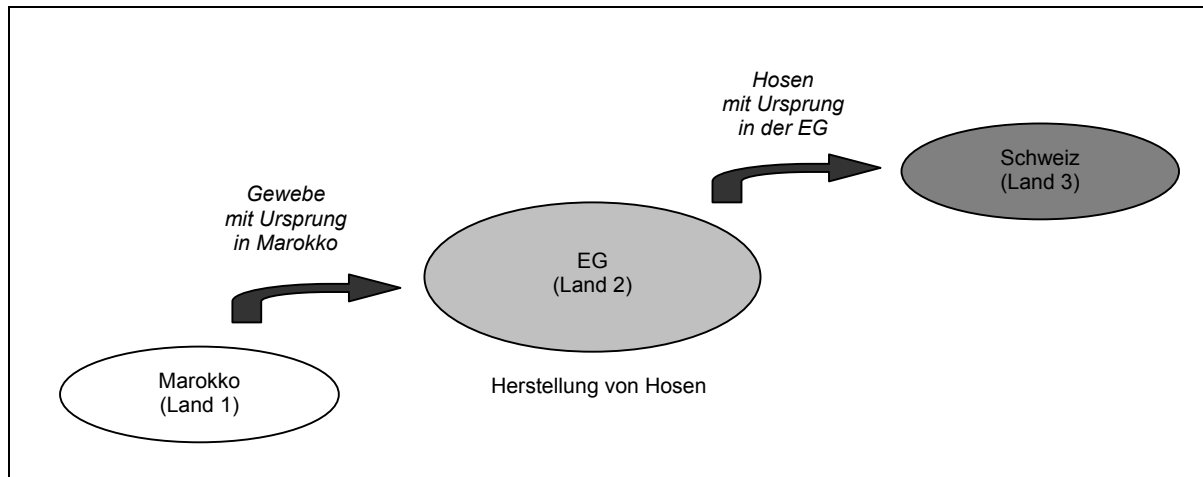 Hosen
mit Ursprung
in der EG
Schweiz
(Land 3)
Gewebe
mit Ursprung
in Marokko
EG
(Land 2)
Marokko
(Land 1)
Herstellung von Hosen